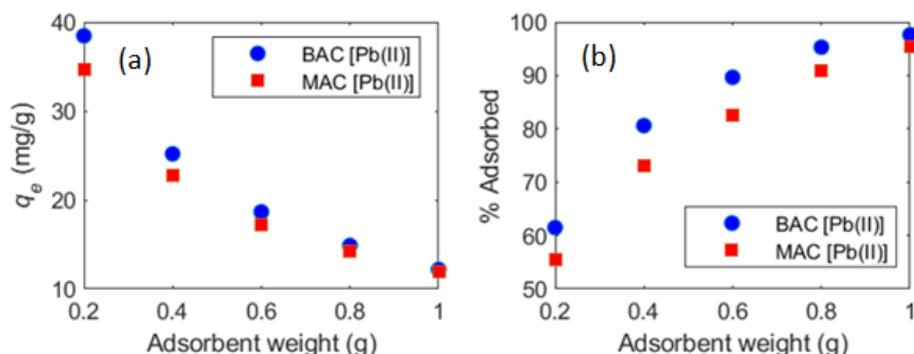 (a)
BAC [Pb(II)]
MAC [Pb(II)]
40
30
20
10
q_e (mg/g)
0.2 0.4 0.6 0.8 1
Adsorbent weight (g)
(b)
BAC [Pb(II)]
MAC [Pb(II)]
100
90
80
70
60
50
% Adsorbed
0.2 0.4 0.6 0.8 1
Adsorbent weight (g)